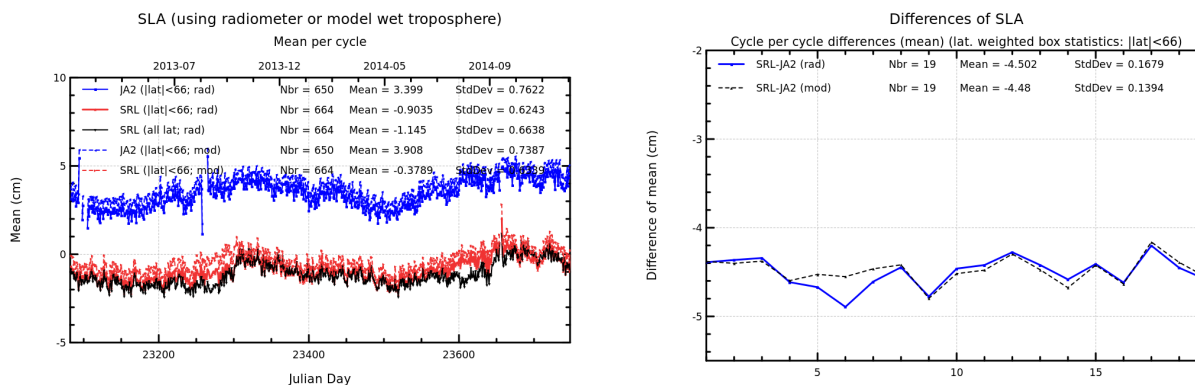 SLA (using radiometer or model wet troposphere)
Mean per cycle
2013-07 2013-12 2014-05 2014-09
10
JA2 (|lat|<66; rad) Nbr = 650 Mean = 3.399 StdDev = 0.7622
SRL (|lat|<66; rad) Nbr = 664 Mean = -0.9035 StdDev = 0.6243
SRL (all lat; rad) Nbr = 664 Mean = -1.145 StdDev = 0.6638
JA2 (|lat|<66; mod) Nbr = 650 Mean = 3.908 StdDev = 0.7387
5
SRL (|lat|<66; mod) Nbr = 664 Mean = -0.3789
0
-5
Mean (cm)
23200 23400 23600
Julian Day
Differences of SLA
Cycle per cycle differences (mean) (lat. weighted box statistics: |lat|<66)
-2
SRL-JA2 (rad) Nbr = 19 Mean = -4.502 StdDev = 0.1679
SRL-JA2 (mod) Nbr = 19 Mean = -4.48 StdDev = 0.1394
-3
-4
-5
Difference of mean (cm)
5 10 15